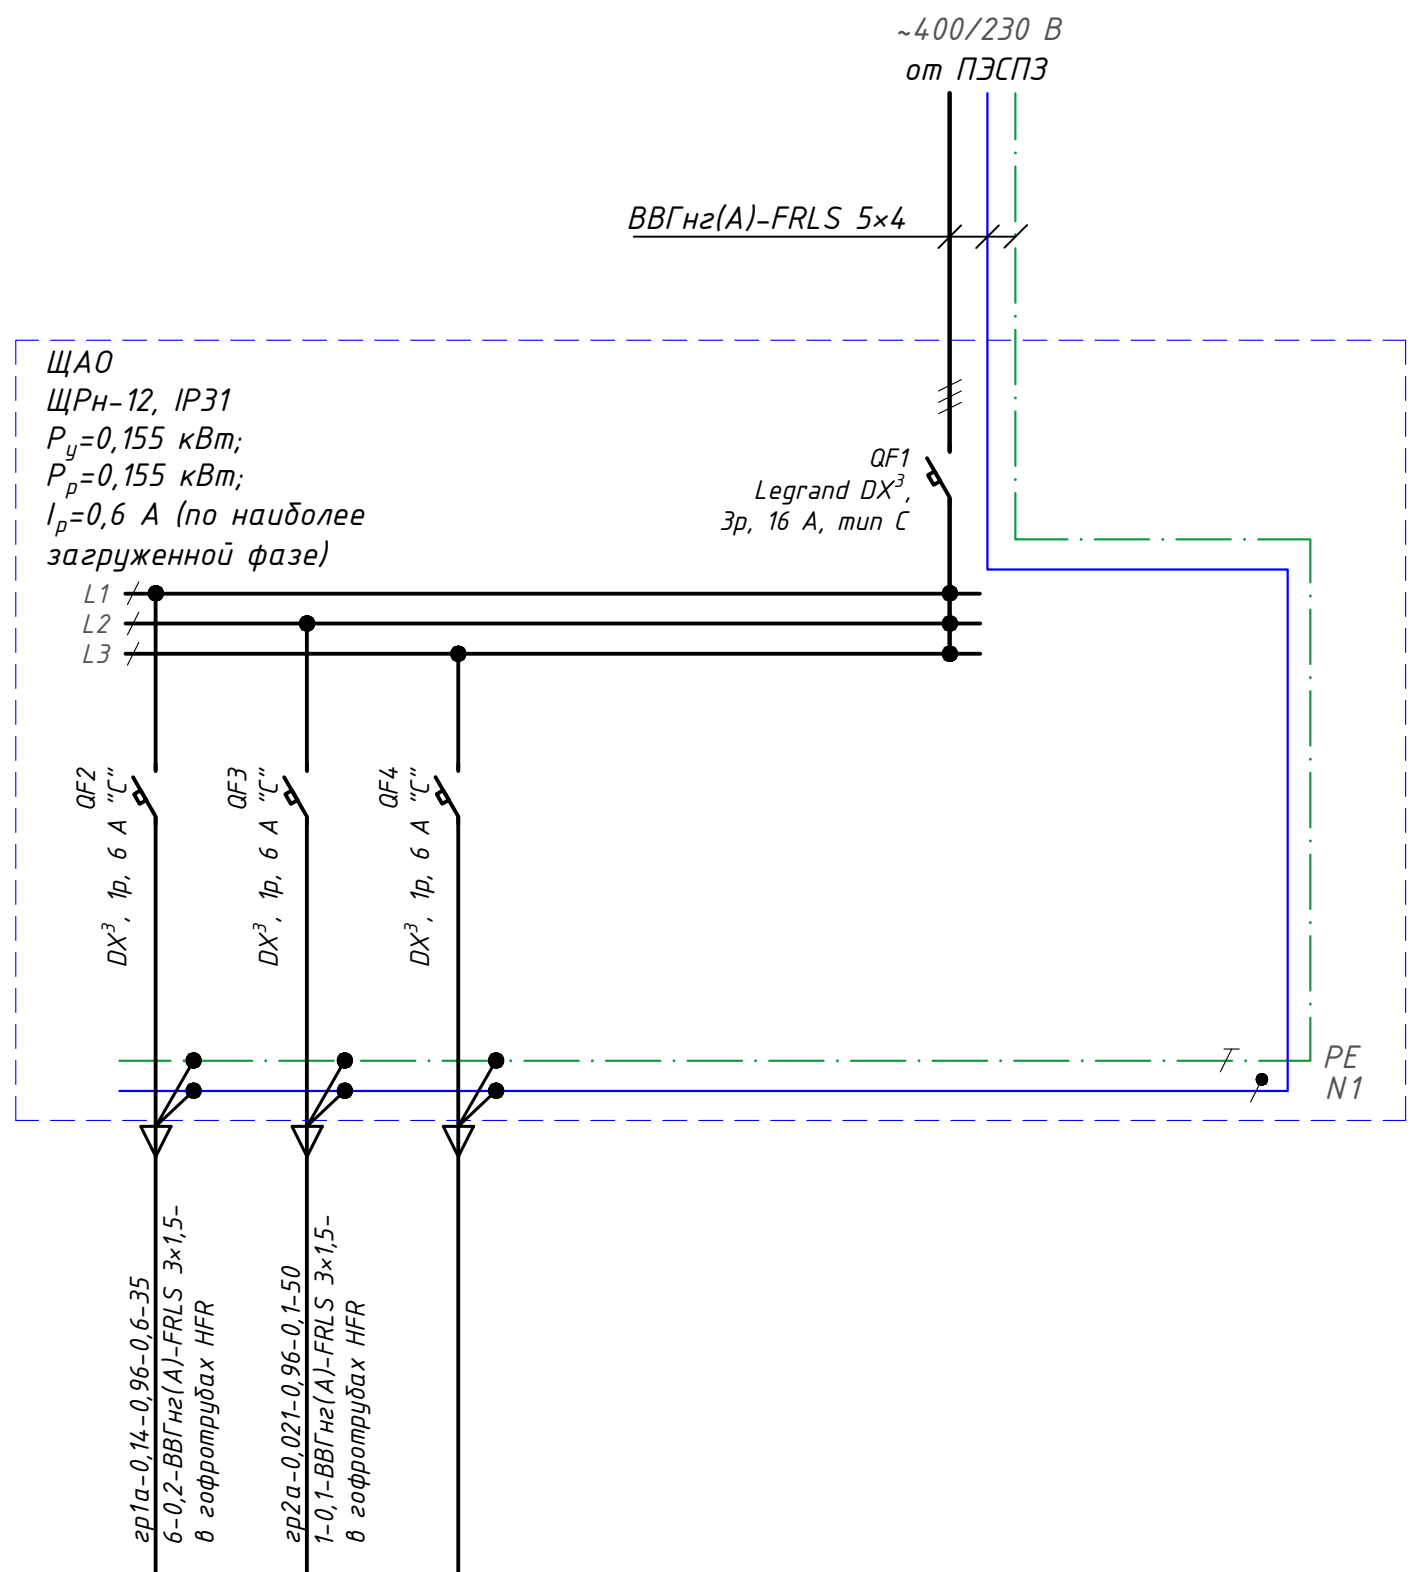 ~400/230 В
от ПЭСПЗ
ВВГнг(А)-FRLS 5×4
ЩАО
ЩРн-12, IP31
Pу=0,155 кВт;
Pр=0,155 кВт;
Iр=0,6 А (по наиболее
загруженной фазе)
QF1
Legrand DX³,
3р, 16 А, тип С
L1
L2
L3
QF2
DX³, 1р, 6 А "С"
QF3
DX³, 1р, 6 А "С"
QF4
DX³, 1р, 6 А "С"
PE
N1
гр1а-0,14-0,96-0,6-35
6-0,2-ВВГнг(А)-FRLS 3×1,5-
в гофротрубах HFR
гр2а-0,021-0,96-0,1-50
1-0,1-ВВГнг(А)-FRLS 3×1,5-
в гофротрубах HFR